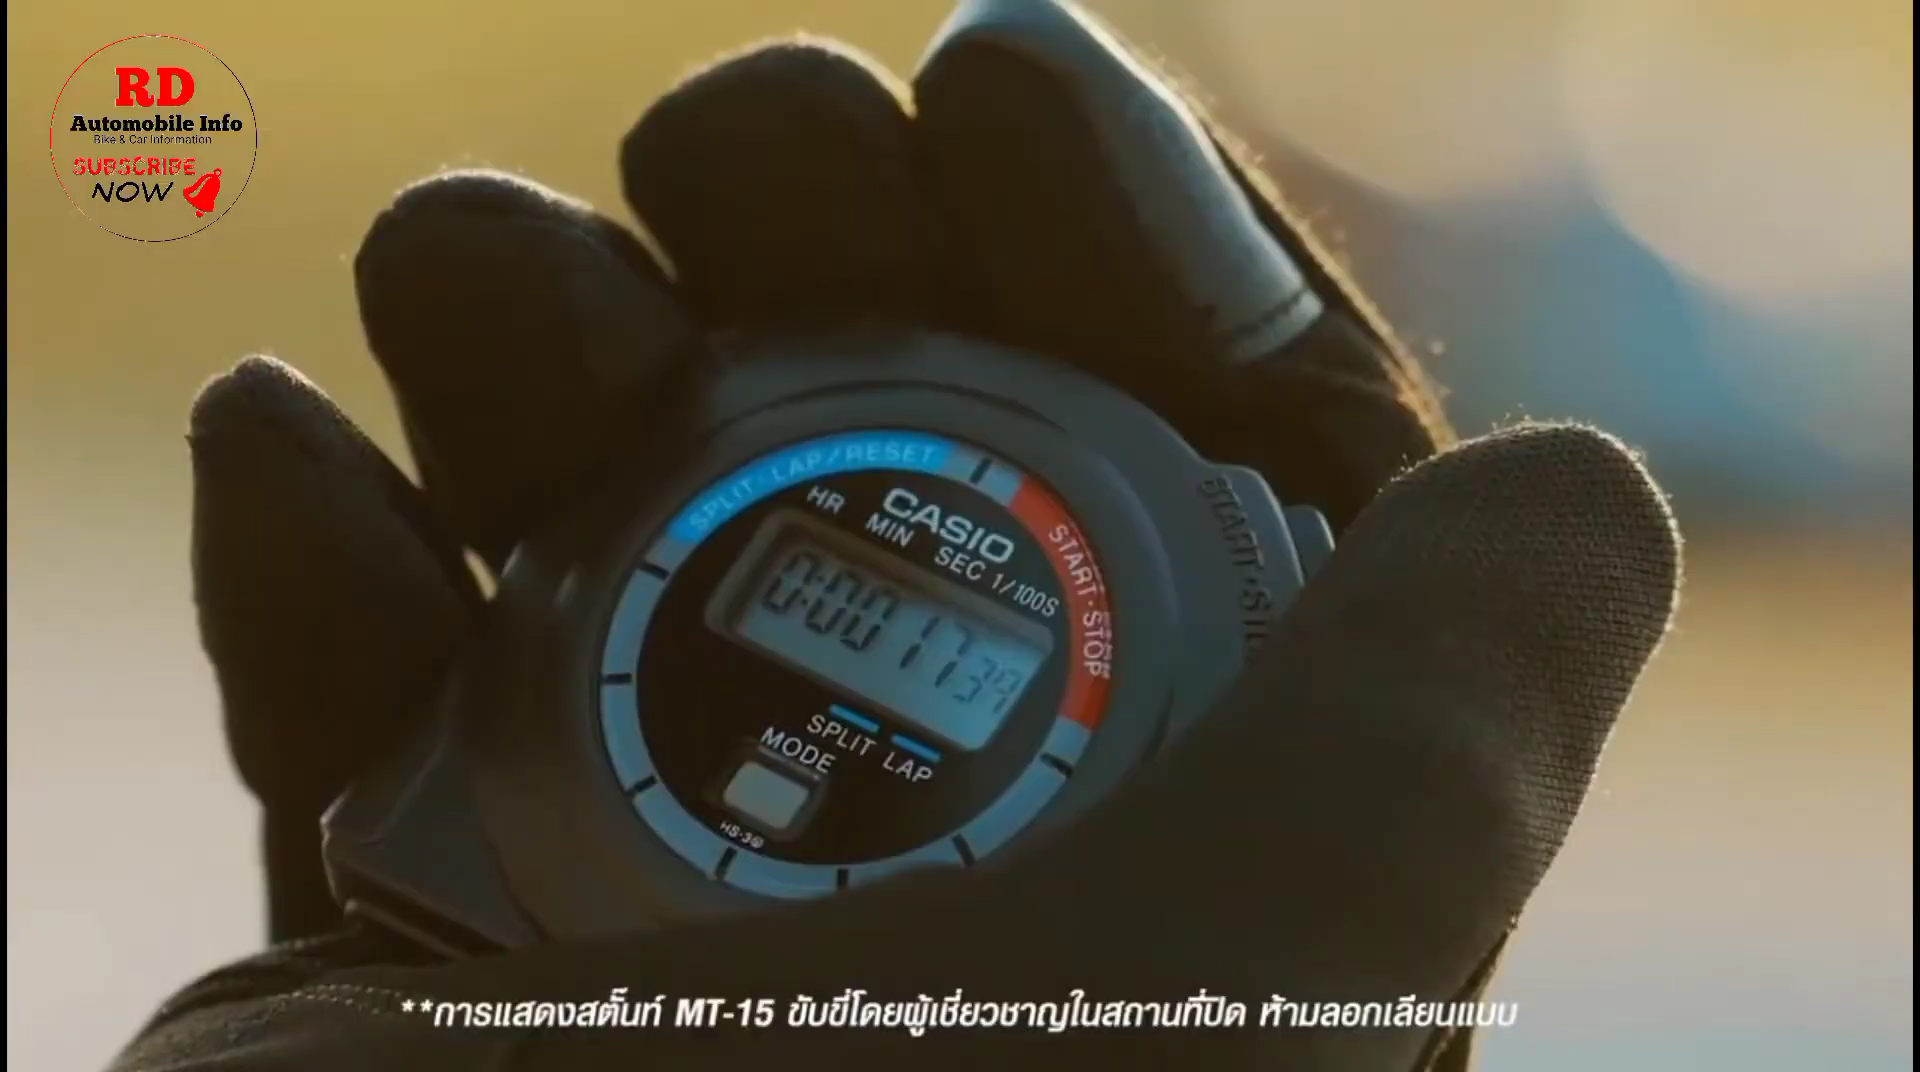 RD
Automobile Info
Bike & Car Information
SUBSCRIBE
NOW
SPLIT·LAP/RESET
CASIO
HR MIN SEC 1/100S
START·STOP
0:00 17
SPLIT LAP
MODE
HS-3
**การแสดงสตั๊นท์ MT-15 ขับขี่โดยผู้เชี่ยวชาญในสถานที่ปิด ห้ามลอกเลียนแบบ